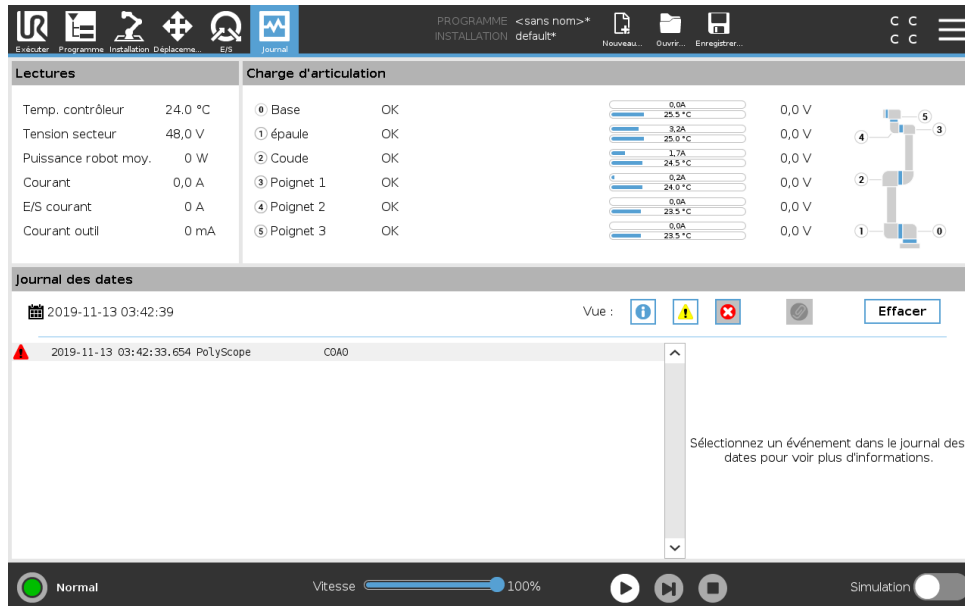 PROGRAMME <sans nom>*
INSTALLATION default*
C C
C C
Exécuter Programme Installation Déplaceme... E/S Journal Nouveau... Ouvrir... Enregistrer...
Lectures
Temp. contrôleur 24.0 °C
Tension secteur 48,0 V
Puissance robot moy. 0 W
Courant 0,0 A
E/S courant 0 A
Courant outil 0 mA
Charge d'articulation
0 Base OK 0,0A 25.5 °C 0,0 V
1 épaule OK 3,2A 25.0 °C 0,0 V
2 Coude OK 1,7A 24.5 °C 0,0 V
3 Poignet 1 OK 0,2A 24.0 °C 0,0 V
4 Poignet 2 OK 0,0A 23.5 °C 0,0 V
5 Poignet 3 OK 0,0A 23.5 °C 0,0 V
5
4 3
2
1 0
Journal des dates
2019-11-13 03:42:39 Vue : Effacer
2019-11-13 03:42:33.654 PolyScope C0A0
Sélectionnez un événement dans le journal des
dates pour voir plus d'informations.
Normal Vitesse 100% Simulation